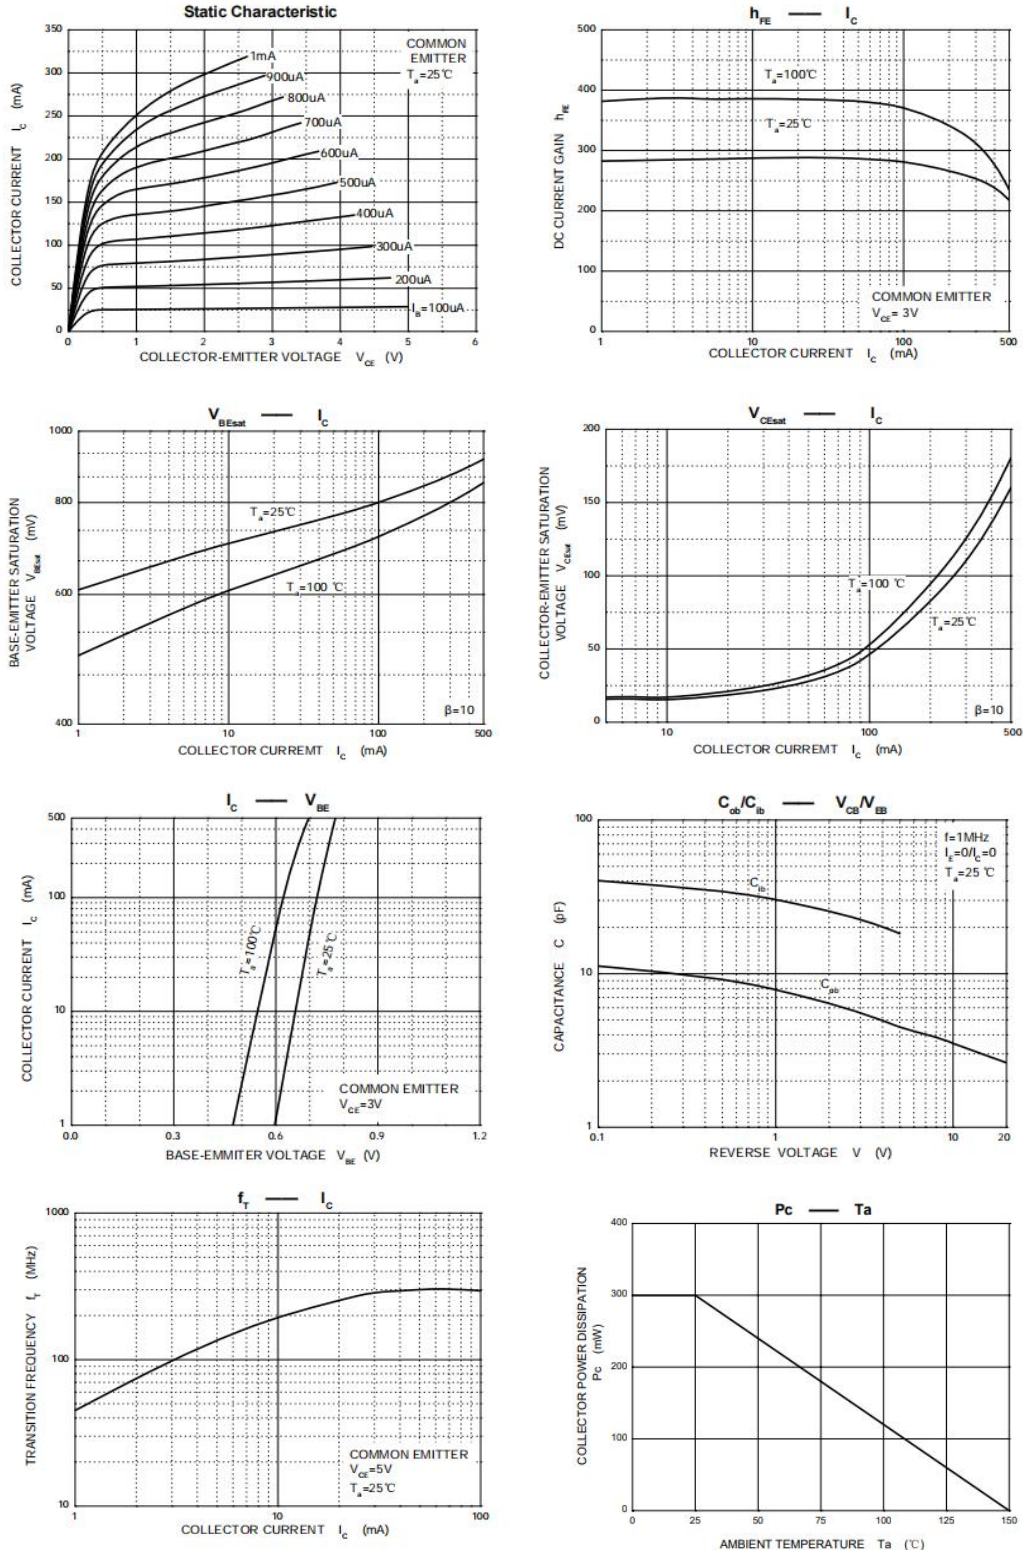 Static Characteristic
COLLECTOR CURRENT I_C (mA)
350
300
250
200
150
100
50
0
COMMON
EMITTER
T_a=25℃
1mA
900uA
800uA
700uA
600uA
500uA
400uA
300uA
200uA
I_B=100uA
0 1 2 3 4 5 6
COLLECTOR-EMITTER VOLTAGE V_CE (V)
h_FE —— I_C
DC CURRENT GAIN h_FE
500
400
300
200
100
0
T_a=100℃
T_a=25℃
COMMON EMITTER
V_CE= 3V
1 10 100 500
COLLECTOR CURRENT I_C (mA)
V_BEsat —— I_C
BASE-EMITTER SATURATION
VOLTAGE V_BEsat (mV)
1000
800
600
400
T_a=25℃
T_a=100 ℃
β=10
1 10 100 500
COLLECTOR CURREMT I_C (mA)
V_CEsat —— I_C
COLLECTOR-EMITTER SATURATION
VOLTAGE V_CEsat (mV)
200
150
100
50
0
T_a=100 ℃
T_a=25℃
β=10
10 100 500
COLLECTOR CURREMT I_C (mA)
I_C —— V_BE
COLLECTOR CURRENT I_C (mA)
500
100
10
1
T_a=100℃
T_a=25℃
COMMON EMITTER
V_CE=3V
0.0 0.3 0.6 0.9 1.2
BASE-EMMITER VOLTAGE V_BE (V)
C_ob/C_ib —— V_CB/V_EB
CAPACITANCE C (pF)
100
10
1
f=1MHz
I_E=0/I_C=0
T_a=25 ℃
C_ib
C_ob
0.1 1 10 20
REVERSE VOLTAGE V (V)
f_T —— I_C
TRANSITION FREQUENCY f_T (MHz)
1000
100
10
COMMON EMITTER
V_CE=5V
T_a=25℃
1 10 100
COLLECTOR CURRENT I_C (mA)
Pc —— Ta
COLLECTOR POWER DISSIPATION
Pc (mW)
400
300
200
100
0
0 25 50 75 100 125 150
AMBIENT TEMPERATURE Ta (℃)